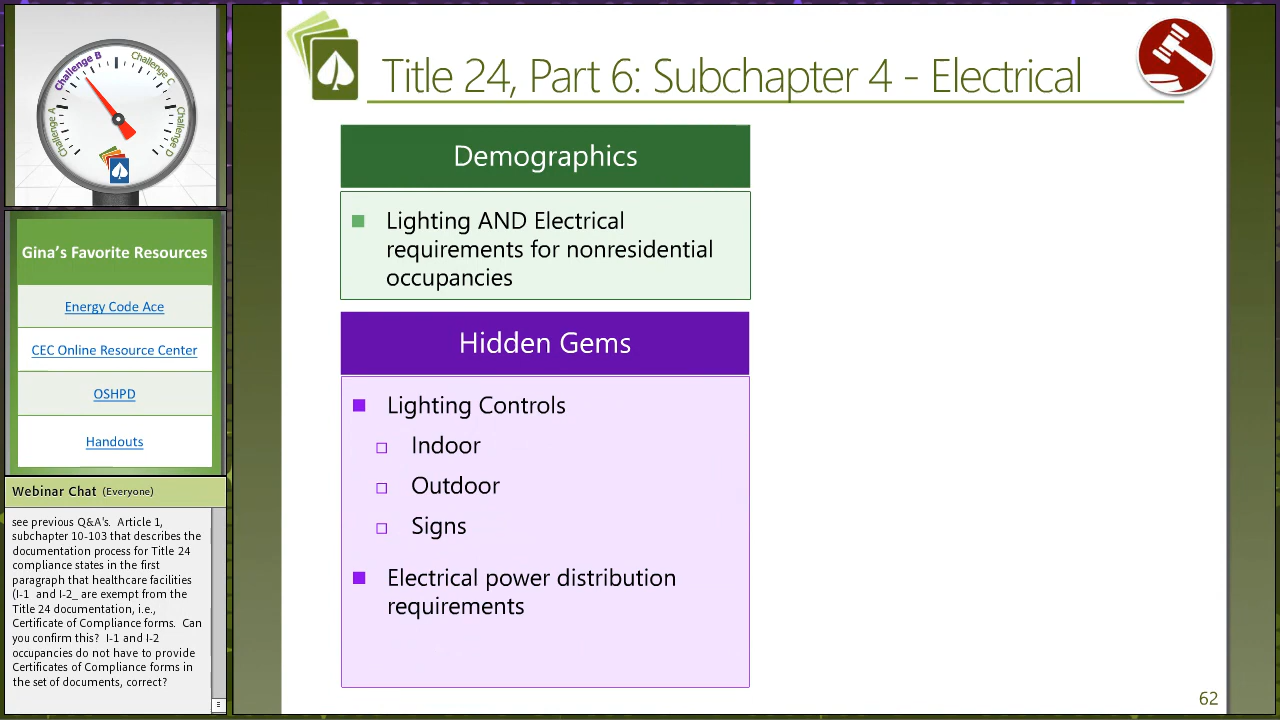 Challenge A
Challenge B
Challenge C
Challenge D
Gina's Favorite Resources
Energy Code Ace
CEC Online Resource Center
OSHPD
Handouts
Webinar Chat (Everyone)
see previous Q&A's. Article 1,
subchapter 10-103 that describes the
documentation process for Title 24
compliance states in the first
paragraph that healthcare facilities
(I-1 and I-2_ are exempt from the
Title 24 documentation, i.e.,
Certificate of Compliance forms. Can
you confirm this? I-1 and I-2
occupancies do not have to provide
Certificates of Compliance forms in
the set of documents, correct?
Title 24, Part 6: Subchapter 4 - Electrical
Demographics
Lighting AND Electrical
requirements for nonresidential
occupancies
Hidden Gems
Lighting Controls
Indoor
Outdoor
Signs
Electrical power distribution
requirements
62